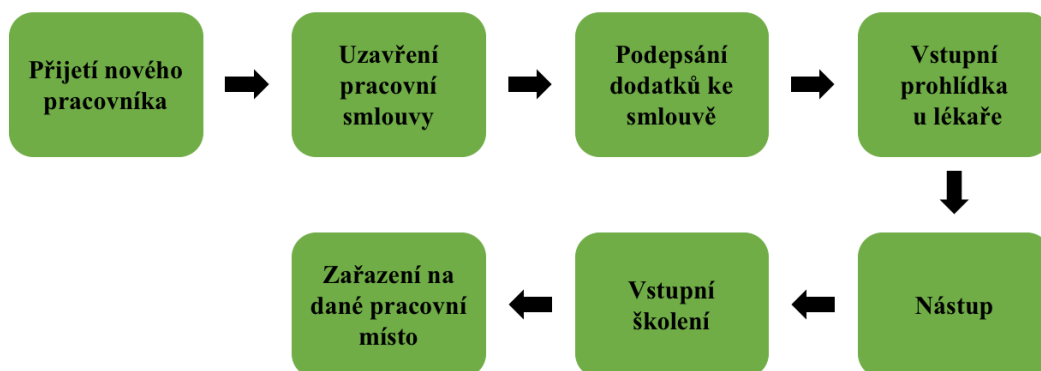 Přijetí nového
pracovníka
Uzavření
pracovní
smlouvy
Podepsání
dodatků ke
smlouvě
Vstupní
prohlídka
u lékaře
Nástup
Vstupní
školení
Zařazení na
dané pracovní
místo